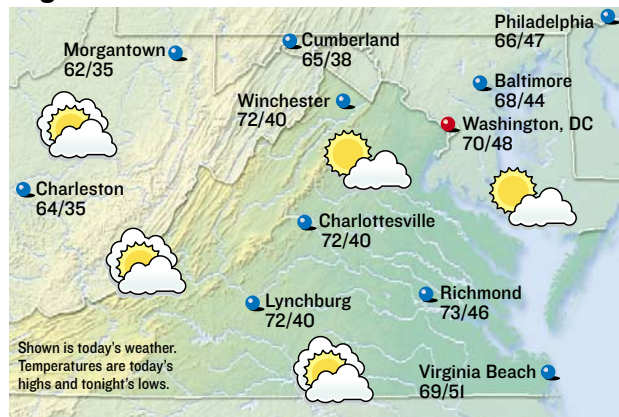 Philadelphia
66/47
Morgantown
62/35
Cumberland
65/38
Baltimore
68/44
Winchester
72/40
Washington, DC
70/48
Charleston
64/35
Charlottesville
72/40
Lynchburg
72/40
Richmond
73/46
Shown is today's weather.
Temperatures are today's
highs and tonight's lows.
Virginia Beach
69/51